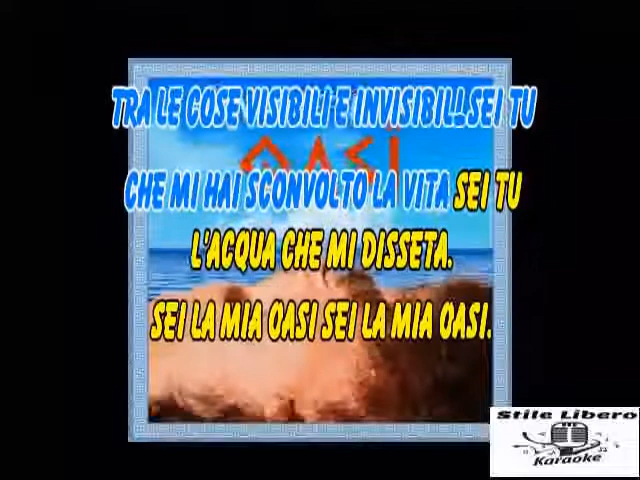 TRA LE COSE VISIBILI E INVISIBILI..SEI TU
OASI
CHE MI HAI SCONVOLTO LA VITA SEI TU
L'ACQUA CHE MI DISSETA.
SEI LA MIA OASI SEI LA MIA OASI.
Stile Libero
Karaoke